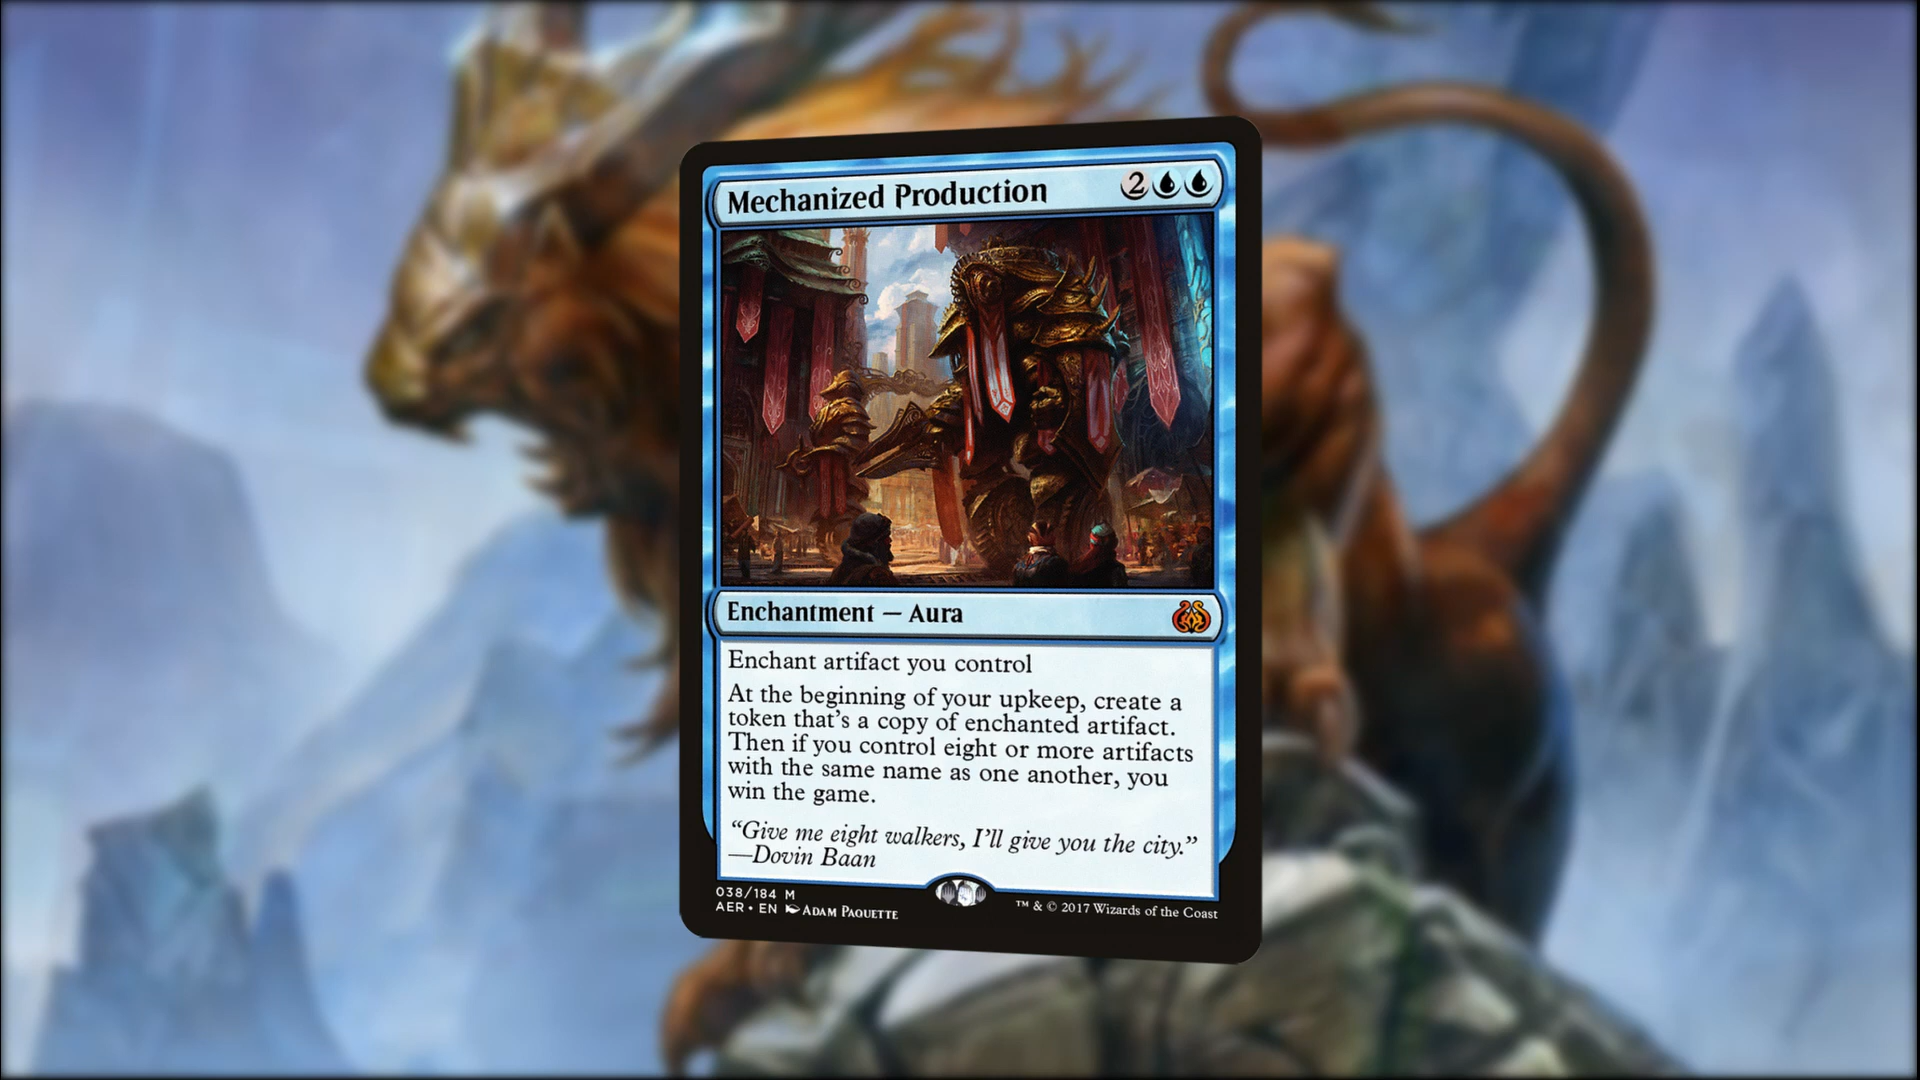 Mechanized Production 2
Enchantment — Aura
Enchant artifact you control
At the beginning of your upkeep, create a
token that's a copy of enchanted artifact.
Then if you control eight or more artifacts
with the same name as one another, you
win the game.
“Give me eight walkers, I'll give you the city.”
—Dovin Baan
038/184 M
AER • EN Adam Paquette
™ & © 2017 Wizards of the Coast